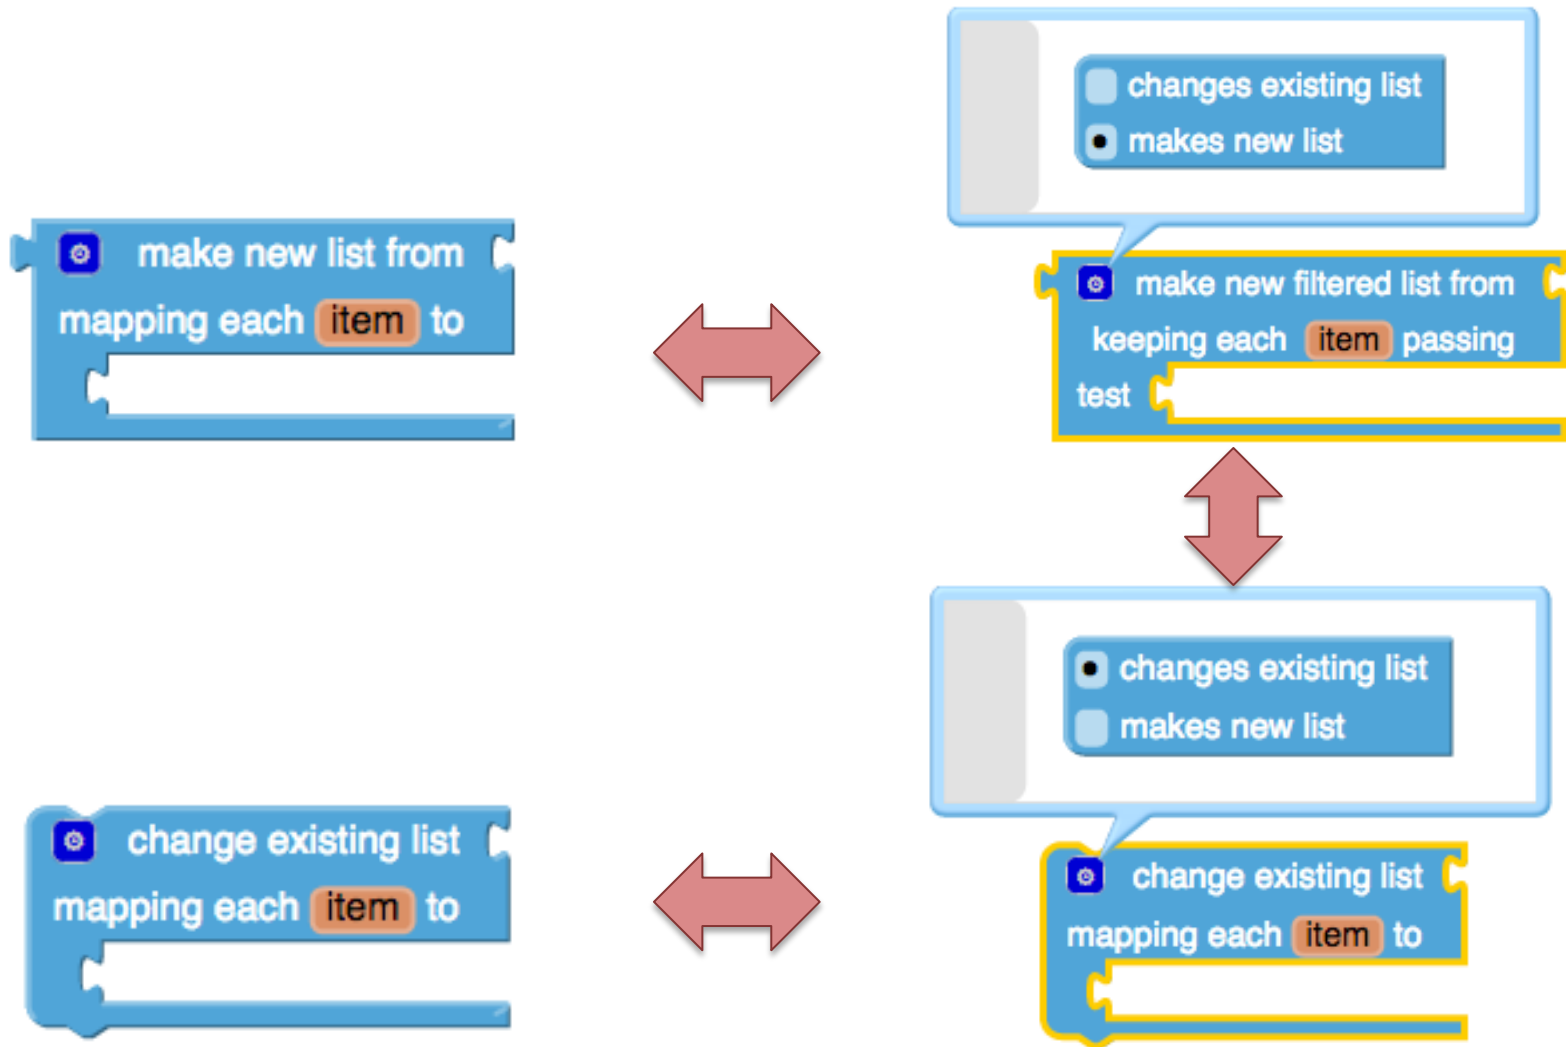 changes existing list
makes new list
make new list from
mapping each item to
make new filtered list from
keeping each item passing
test
changes existing list
makes new list
change existing list
mapping each item to
change existing list
mapping each item to